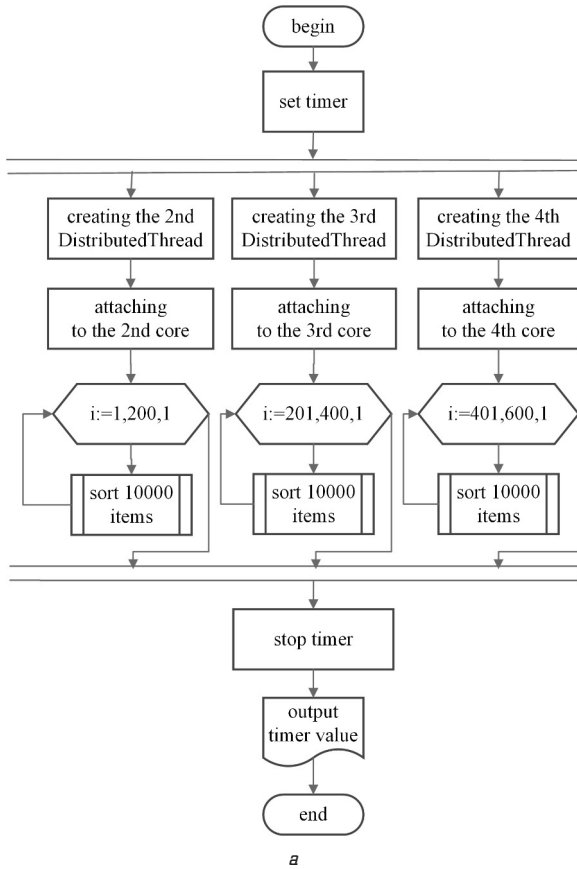 begin
set timer
creating the 2nd
DistributedThread
creating the 3rd
DistributedThread
creating the 4th
DistributedThread
attaching
to the 2nd core
attaching
to the 3rd core
attaching
to the 4th core
i:=1,200,1
i:=201,400,1
i:=401,600,1
sort 10000
items
sort 10000
items
sort 10000
items
stop timer
output
timer value
end
a